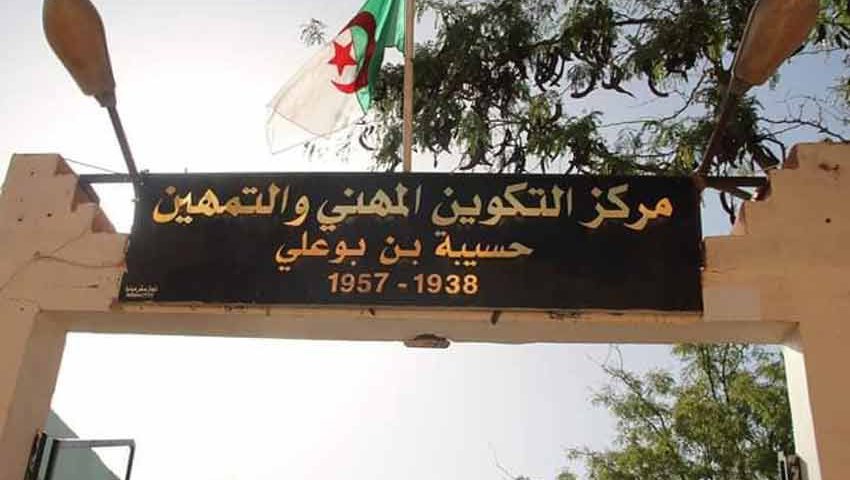 مركز التكوين المهني والتمهين
حسيبة بن بوعلي
1957 - 1938